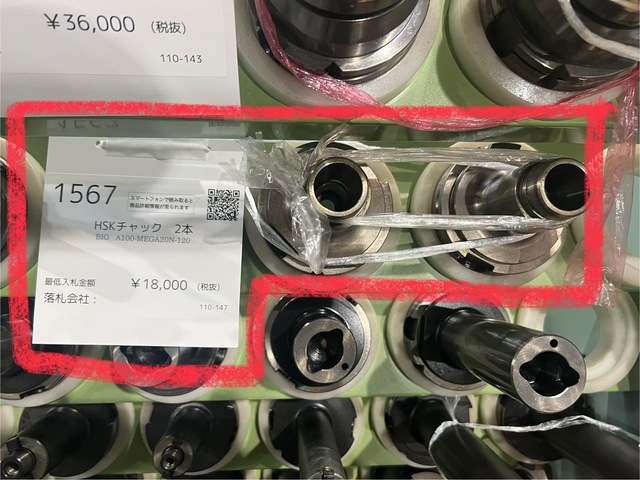 ¥36,000 (税抜)
110-143
1567
スマートフォンで読み取ると
商品詳細情報が見られます
HSKチャック 2本
BIG A100-MEGA20N-120
最低入札金額 ¥18,000 (税抜)
落札会社：
110-147